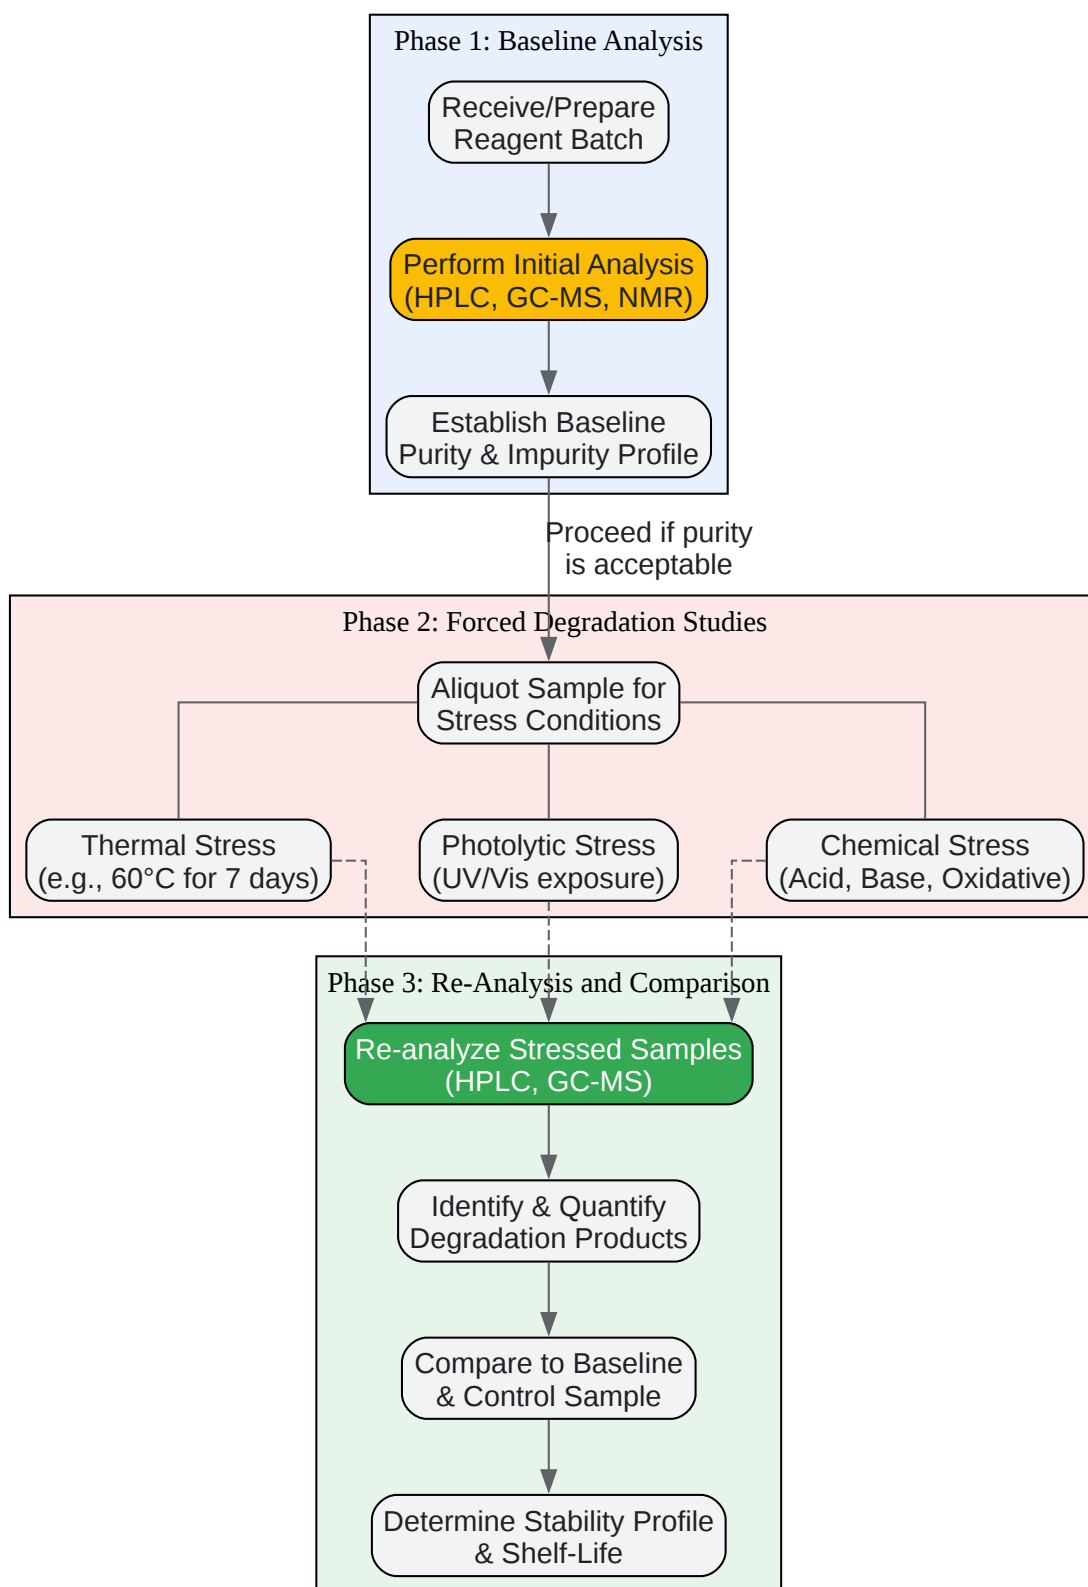 Phase 1: Baseline Analysis
Receive/Prepare
Reagent Batch
Perform Initial Analysis
(HPLC, GC-MS, NMR)
Establish Baseline
Purity & Impurity Profile
Proceed if purity
is acceptable
Phase 2: Forced Degradation Studies
Aliquot Sample for
Stress Conditions
Thermal Stress
(e.g., 60°C for 7 days)
Photolytic Stress
(UV/Vis exposure)
Chemical Stress
(Acid, Base, Oxidative)
Phase 3: Re-Analysis and Comparison
Re-analyze Stressed Samples
(HPLC, GC-MS)
Identify & Quantify
Degradation Products
Compare to Baseline
& Control Sample
Determine Stability Profile
& Shelf-Life